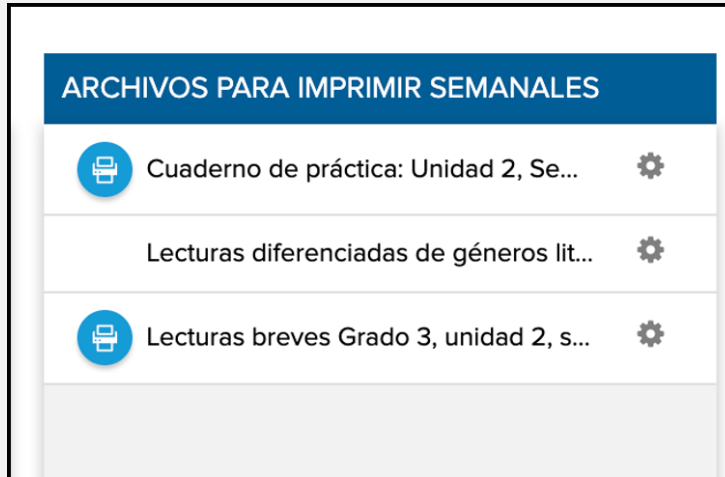 ARCHIVOS PARA IMPRIMIR SEMANALES
Cuaderno de práctica: Unidad 2, Se...
Lecturas diferenciadas de géneros lit...
Lecturas breves Grado 3, unidad 2, s...